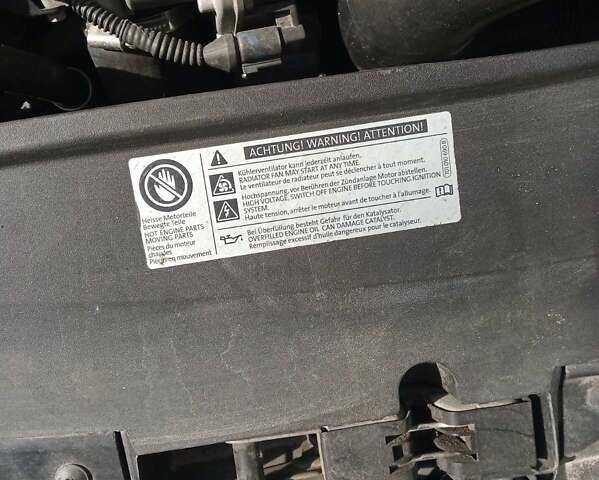 ACHTUNG! WARNING! ATTENTION!
Kühlerventilator kann jederzeit anlaufen.
RADIATOR FAN MAY START AT ANY TIME.
Le ventilateur de radiateur peut se déclencher à tout moment.
Hochspannung, vor Berühren der Zündanlage Motor abstellen.
HIGH VOLTAGE, SWITCH OFF ENGINE BEFORE TOUCHING IGNITION
SYSTEM.
Haute tension, arrêter le moteur avant de toucher à l'allumage.
Bei Überfüllung besteht Gefahr für den Katalysator.
OVERFILLED ENGINE OIL CAN DAMAGE CATALYST.
Remplissage excessif d'huile dangereux pour le catalyseur.
Heisse Motorteile
Bewegte Teile
HOT ENGINE PARTS
MOVING PARTS
Pièces du moteur
chaudes
Pièces en mouvement